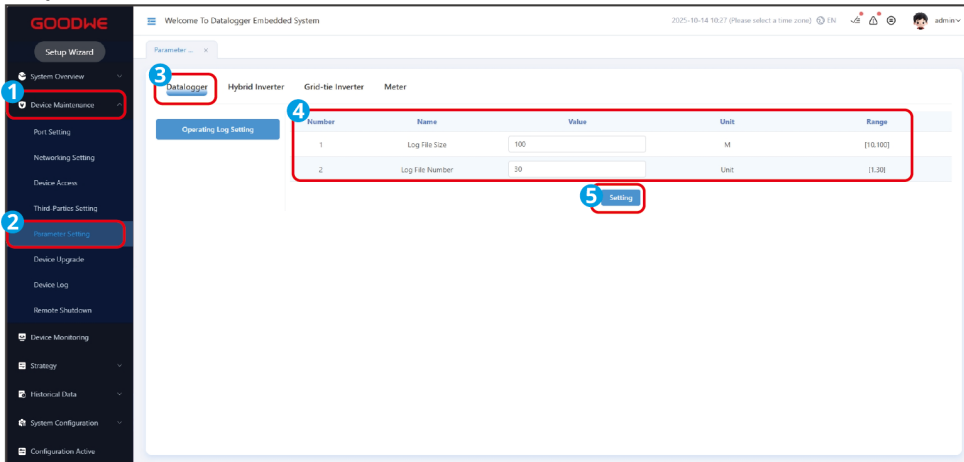 GOODWE
Welcome To Datalogger Embedded System
2025-10-14 10:27 (Please select a time zone) EN
admin
Setup Wizard
Parameter ... ×
System Overview
1
Device Maintenance
Port Setting
Networking Setting
Device Access
Third-Parties Setting
2
Parameter Setting
Device Upgrade
Device Log
Remote Shutdown
Device Monitoring
Strategy
Historical Data
System Configuration
Configuration Active
3
Datalogger Hybrid Inverter Grid-tie Inverter Meter
Operating Log Setting
4
Number Name Value Unit Range
1 Log File Size 100 M [10,100]
2 Log File Number 30 Unit [1,30]
5
Setting